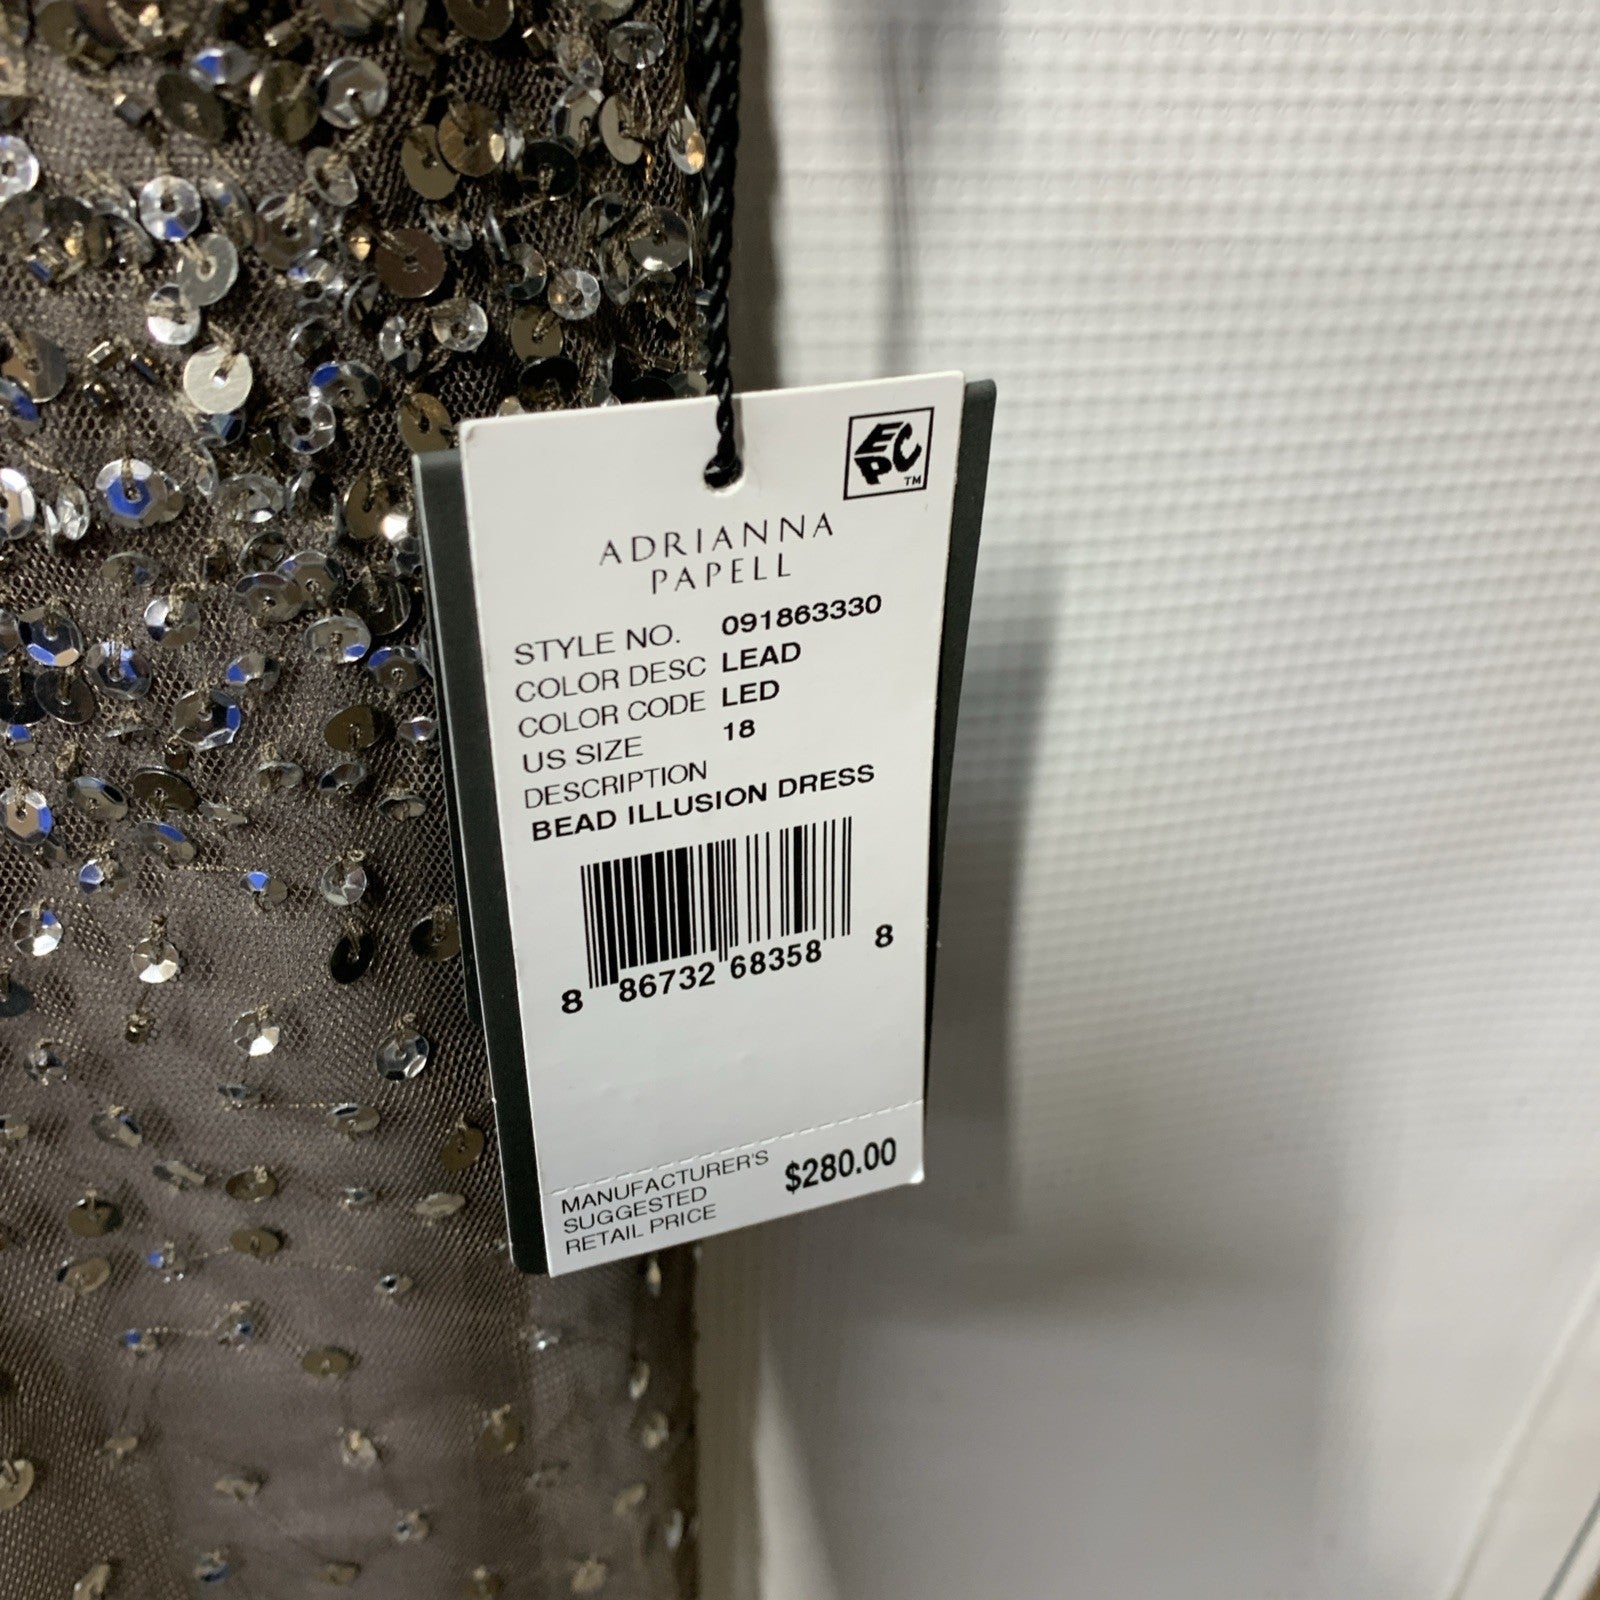 EPC
TM
ADRIANNA
PAPELL
STYLE NO. 091863330
COLOR DESC LEAD
COLOR CODE LED
US SIZE 18
DESCRIPTION
BEAD ILLUSION DRESS
8 86732 68358 8
MANUFACTURER'S
SUGGESTED
RETAIL PRICE
$280.00